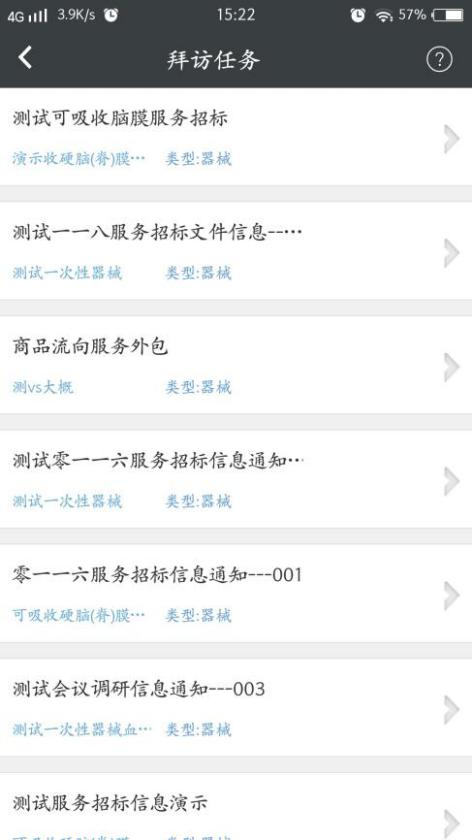 4G 3.9K/s 15:22 57%
拜访任务 ?
测试可吸收脑膜服务招标
演示收硬脑(脊)膜… 类型:器械
测试一一八服务招标文件信息--…
测试一次性器械 类型:器械
商品流向服务外包
测vs大概 类型:器械
测试零一一六服务招标信息通知…
测试一次性器械 类型:器械
零一一六服务招标信息通知---001
可吸收硬脑(脊)膜… 类型:器械
测试会议调研信息通知---003
测试一次性器械血… 类型:器械
测试服务招标信息演示